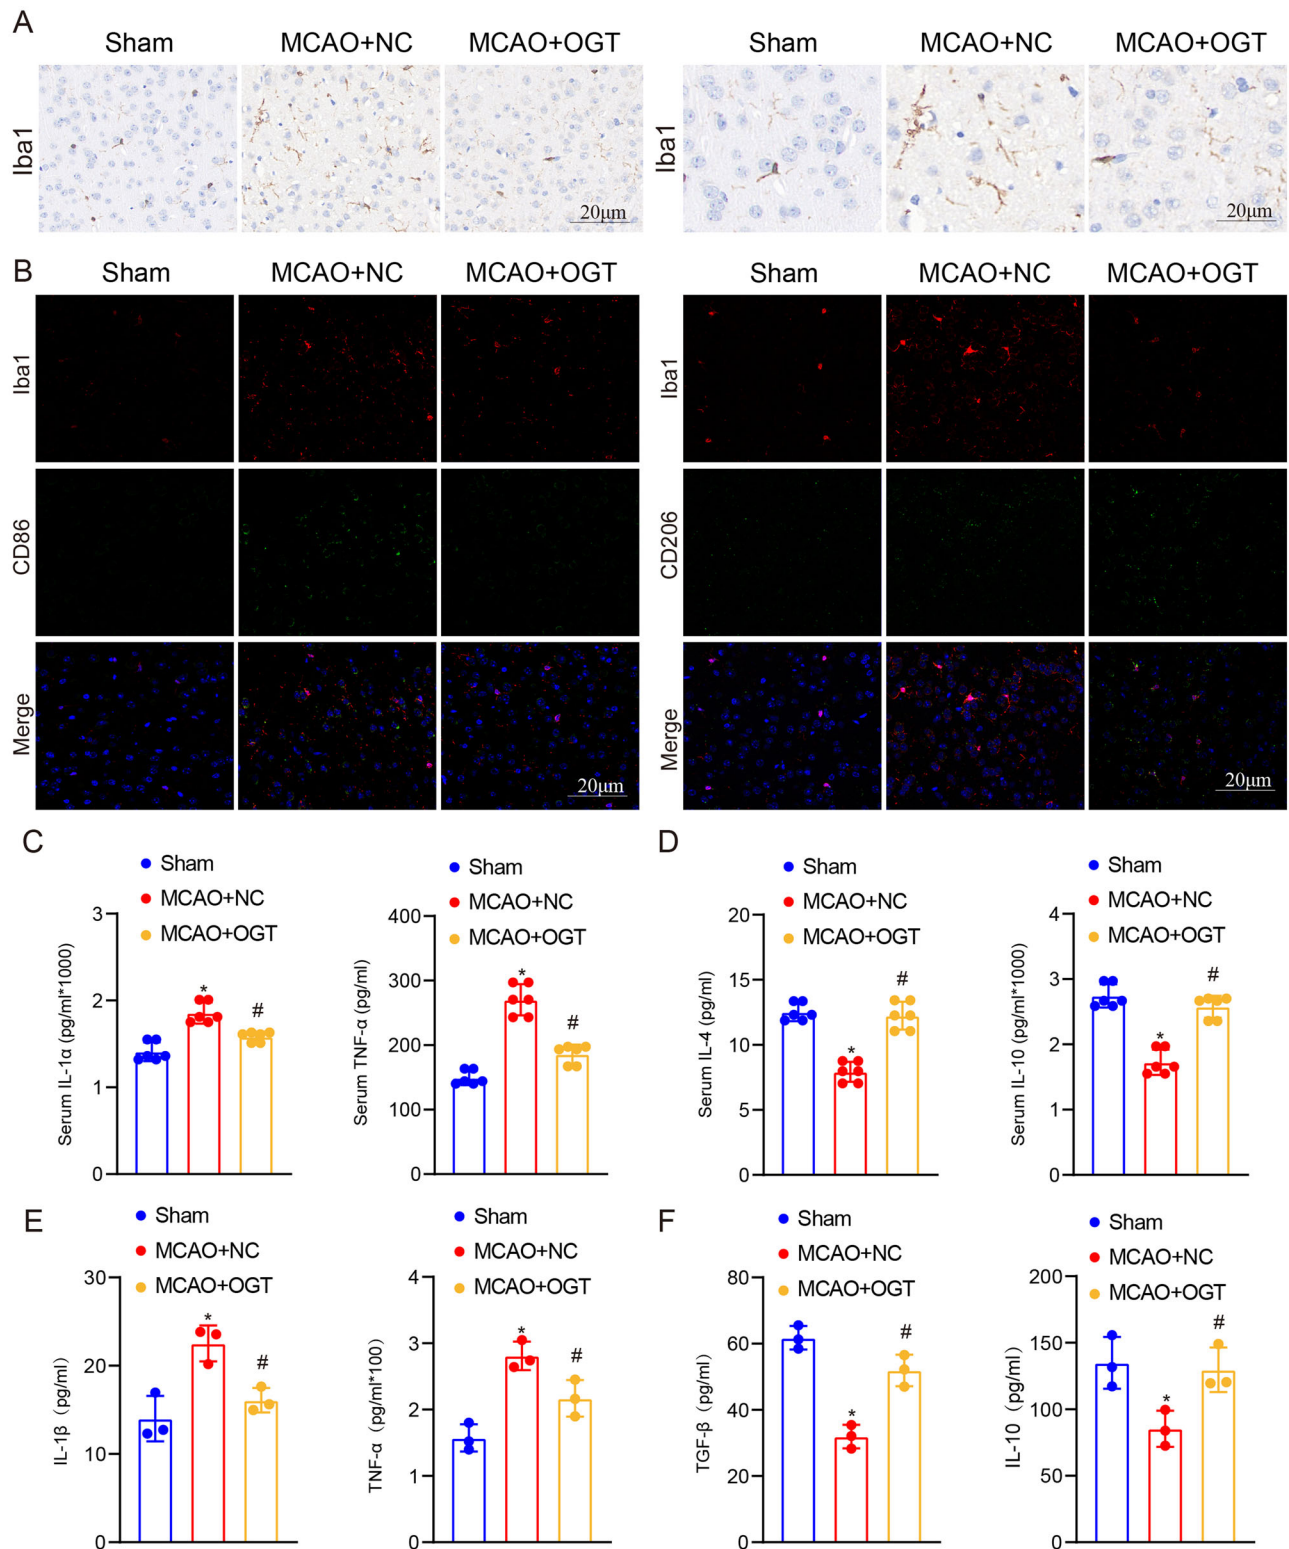 A
Sham MCAO+NC MCAO+OGT Sham MCAO+NC MCAO+OGT
Iba1 Iba1
20μm 20μm
B Sham MCAO+NC MCAO+OGT Sham MCAO+NC MCAO+OGT
Iba1 Iba1
CD86 CD206
Merge Merge
20μm 20μm
C
Sham
MCAO+NC
MCAO+OGT
Serum IL-1α (pg/ml*1000)
3
2
1
0
*
#
Sham
MCAO+NC
MCAO+OGT
Serum TNF-α (pg/ml)
400
300
200
100
0
*
#
D
Sham
MCAO+NC
MCAO+OGT
Serum IL-4 (pg/ml)
20
15
10
5
0
*
#
Sham
MCAO+NC
MCAO+OGT
Serum IL-10 (pg/ml*1000)
4
3
2
1
0
*
#
E
Sham
MCAO+NC
MCAO+OGT
IL-1β (pg/ml)
30
20
10
0
*
#
Sham
MCAO+NC
MCAO+OGT
TNF-α (pg/ml*100)
4
3
2
1
0
*
#
F
Sham
MCAO+NC
MCAO+OGT
TGF-β (pg/ml)
80
60
40
20
0
*
#
Sham
MCAO+NC
MCAO+OGT
IL-10 (pg/ml)
200
150
100
50
0
*
#